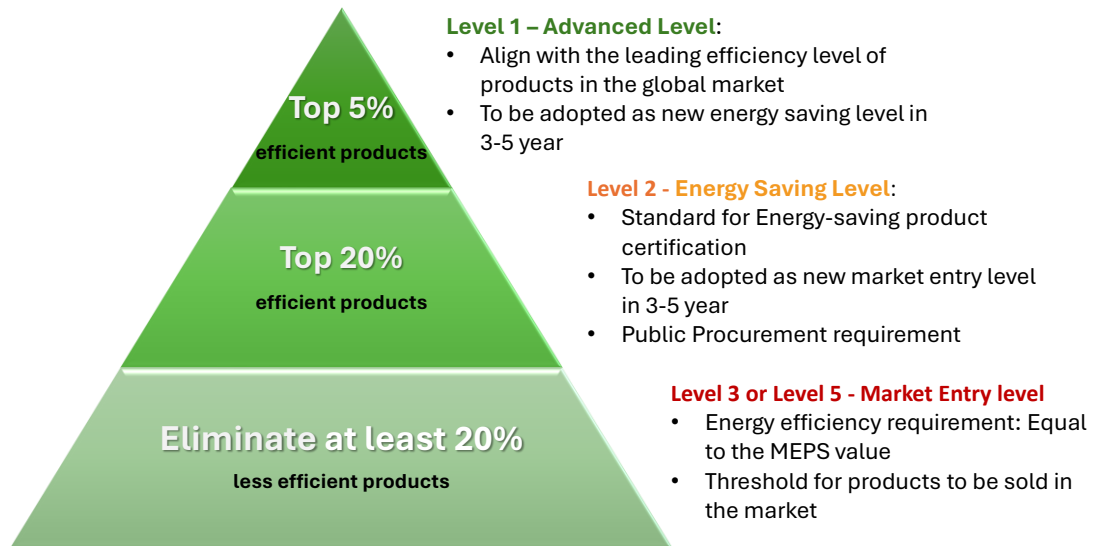 Top 5%
efficient products
Top 20%
efficient products
Eliminate at least 20%
less efficient products
Level 1 – Advanced Level:
• Align with the leading efficiency level of
products in the global market
• To be adopted as new energy saving level in
3-5 year
Level 2 - Energy Saving Level:
• Standard for Energy-saving product
certification
• To be adopted as new market entry level
in 3-5 year
• Public Procurement requirement
Level 3 or Level 5 - Market Entry level
• Energy efficiency requirement: Equal
to the MEPS value
• Threshold for products to be sold in
the market